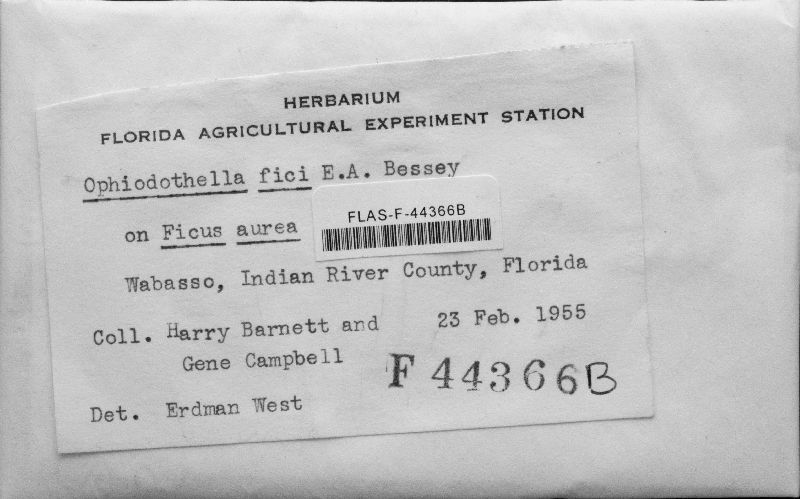 HERBARIUM
FLORIDA AGRICULTURAL EXPERIMENT STATION
Ophiodothella fici E.A. Bessey
on Ficus aurea
FLAS-F-44366B
Wabasso, Indian River County, Florida
Coll. Harry Barnett and 23 Feb. 1955
Gene Campbell
F 44366B
Det. Erdman West